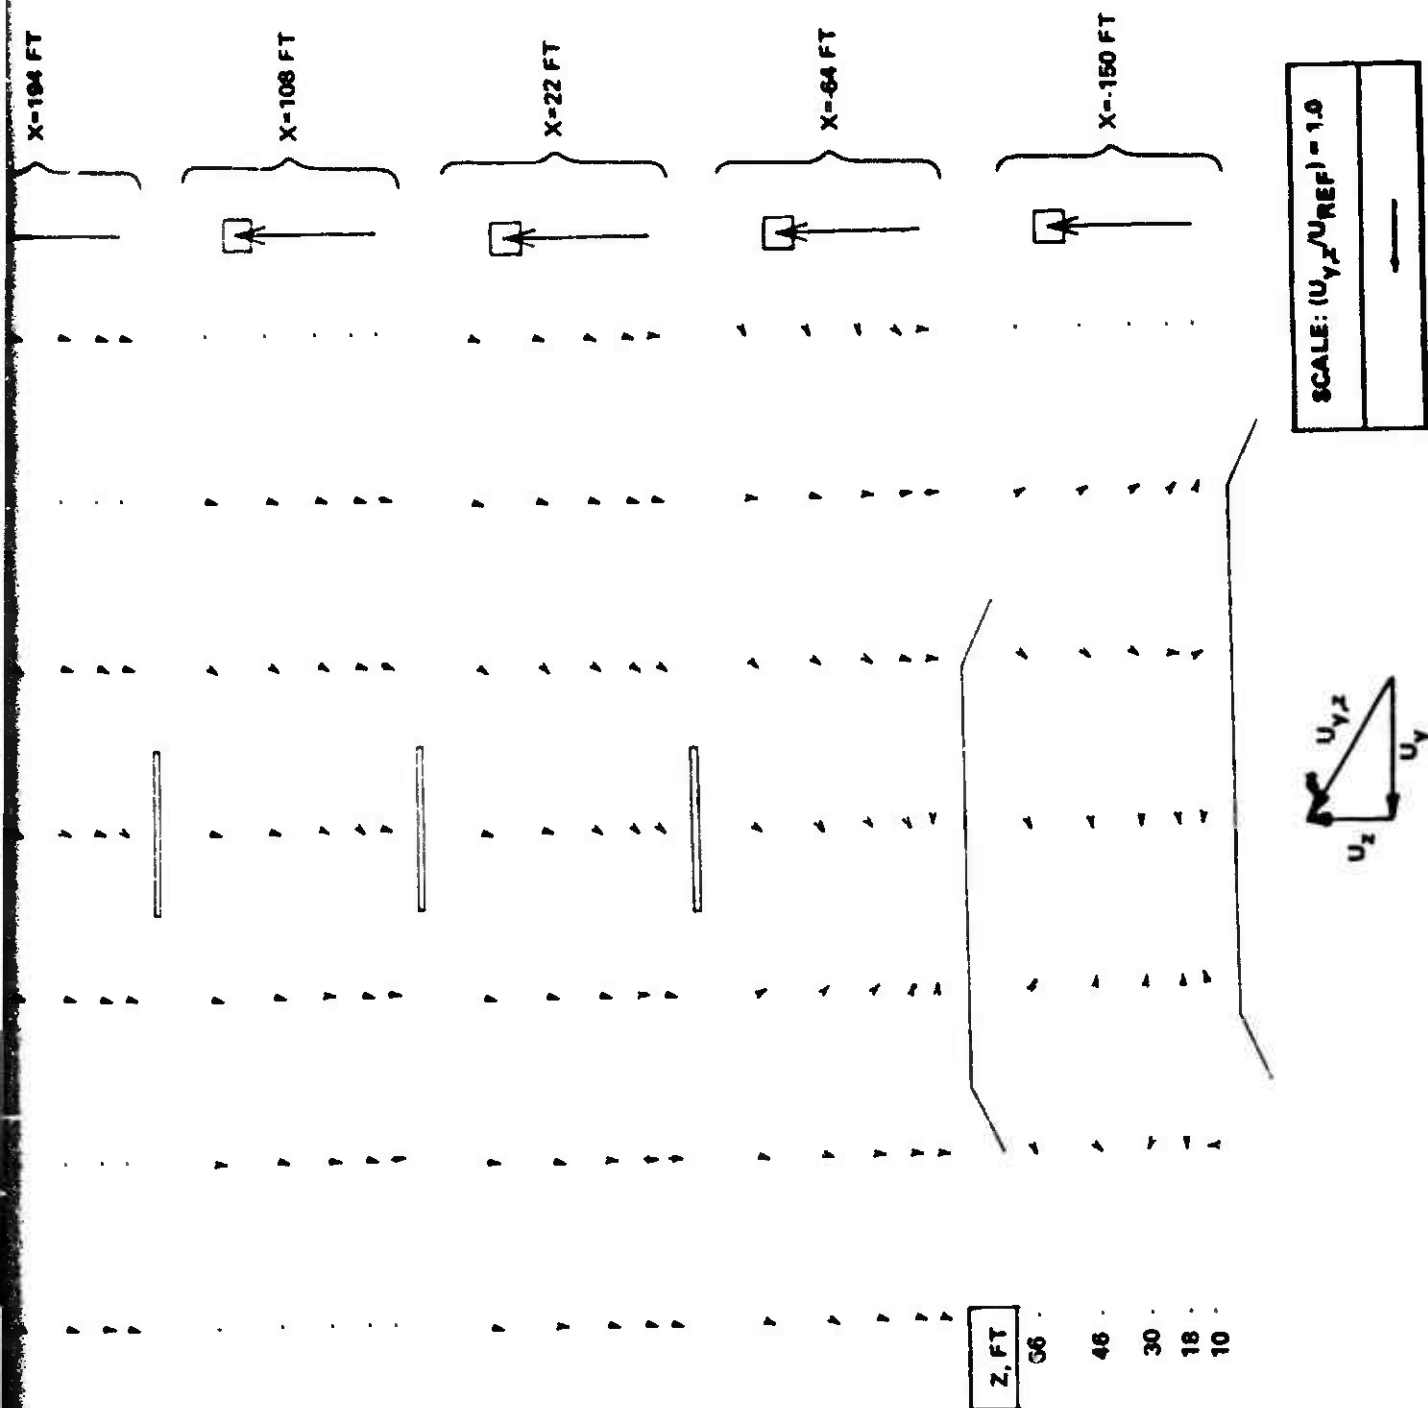 X=194 FT
X=108 FT
X=22 FT
X=-64 FT
X=-150 FT
SCALE: (U_{y,z}/U_{REF}) = 1.0
U_{y,z}
U_z
U_y
Z, FT
46
30
18
10